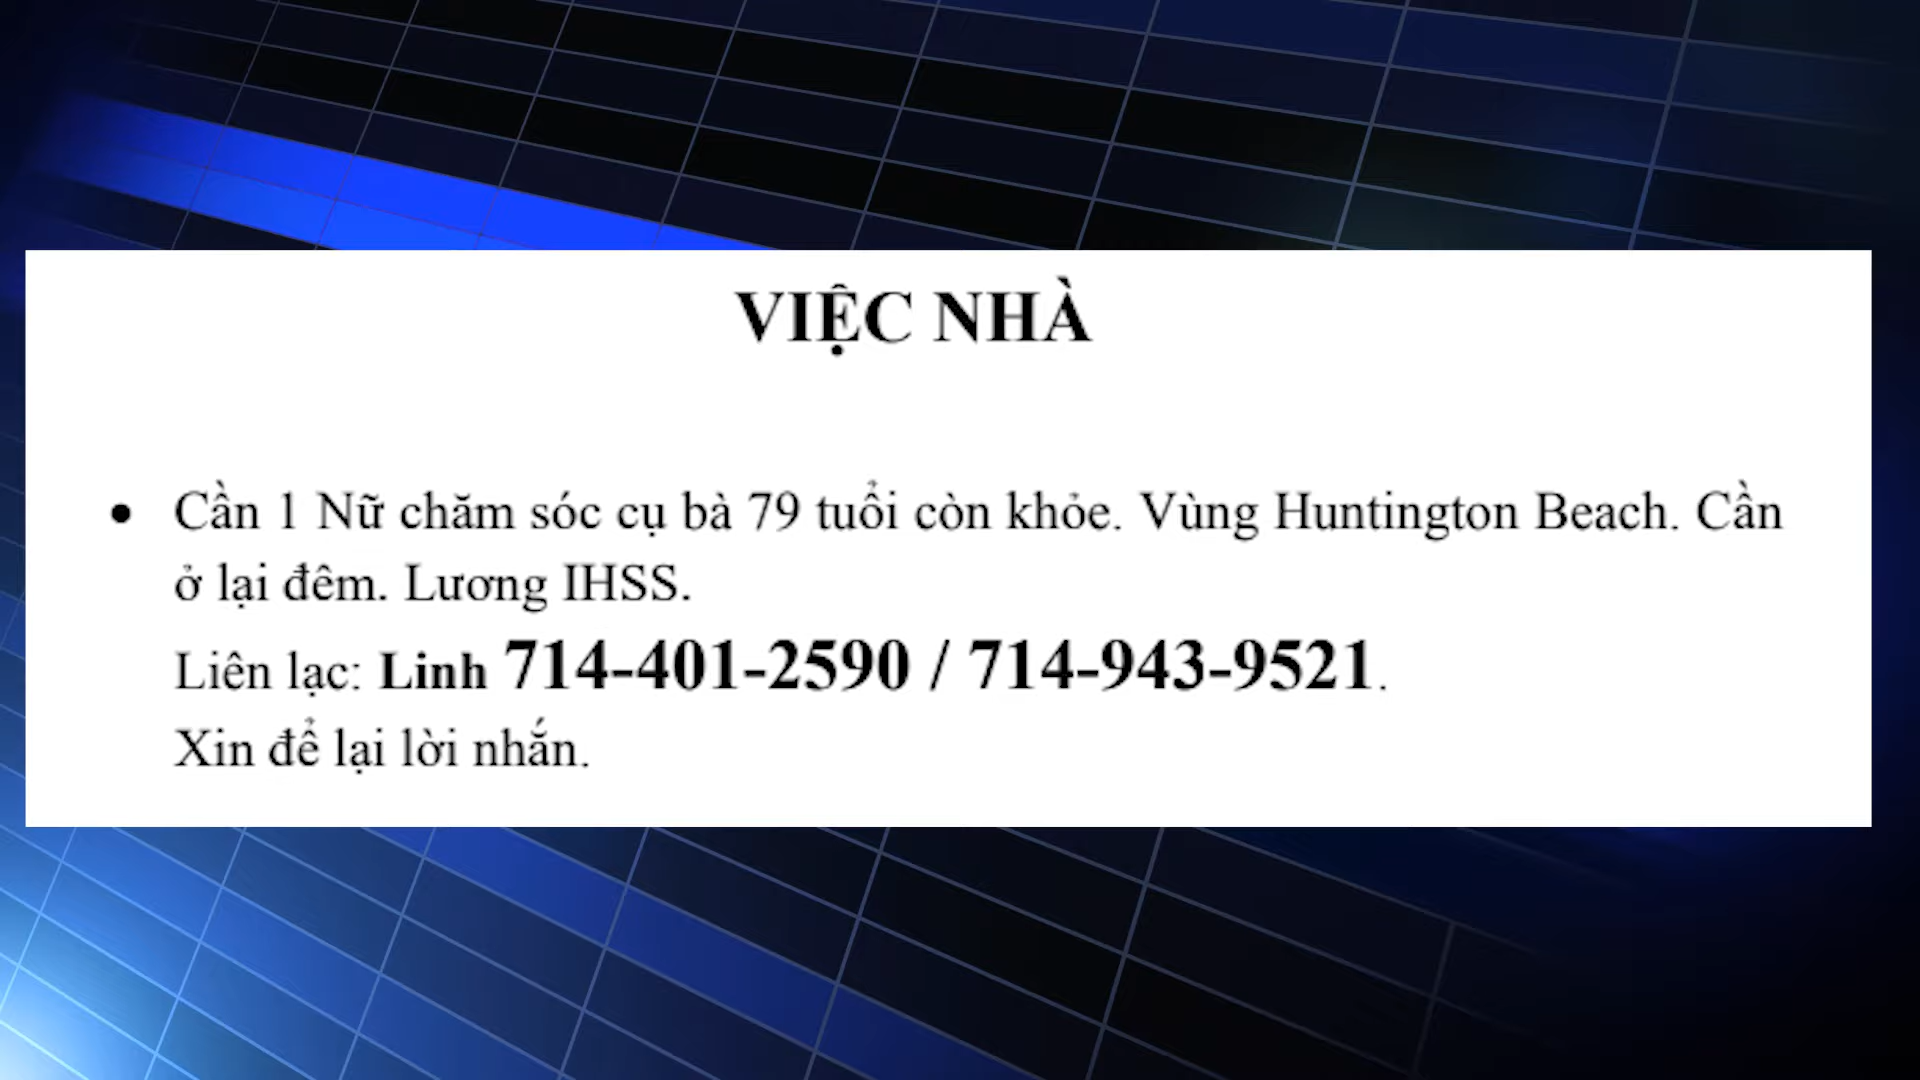 VIỆC NHÀ
• Cần 1 Nữ chăm sóc cụ bà 79 tuổi còn khỏe. Vùng Huntington Beach. Cần
ở lại đêm. Lương IHSS.
Liên lạc: Linh 714-401-2590 / 714-943-9521.
Xin để lại lời nhắn.